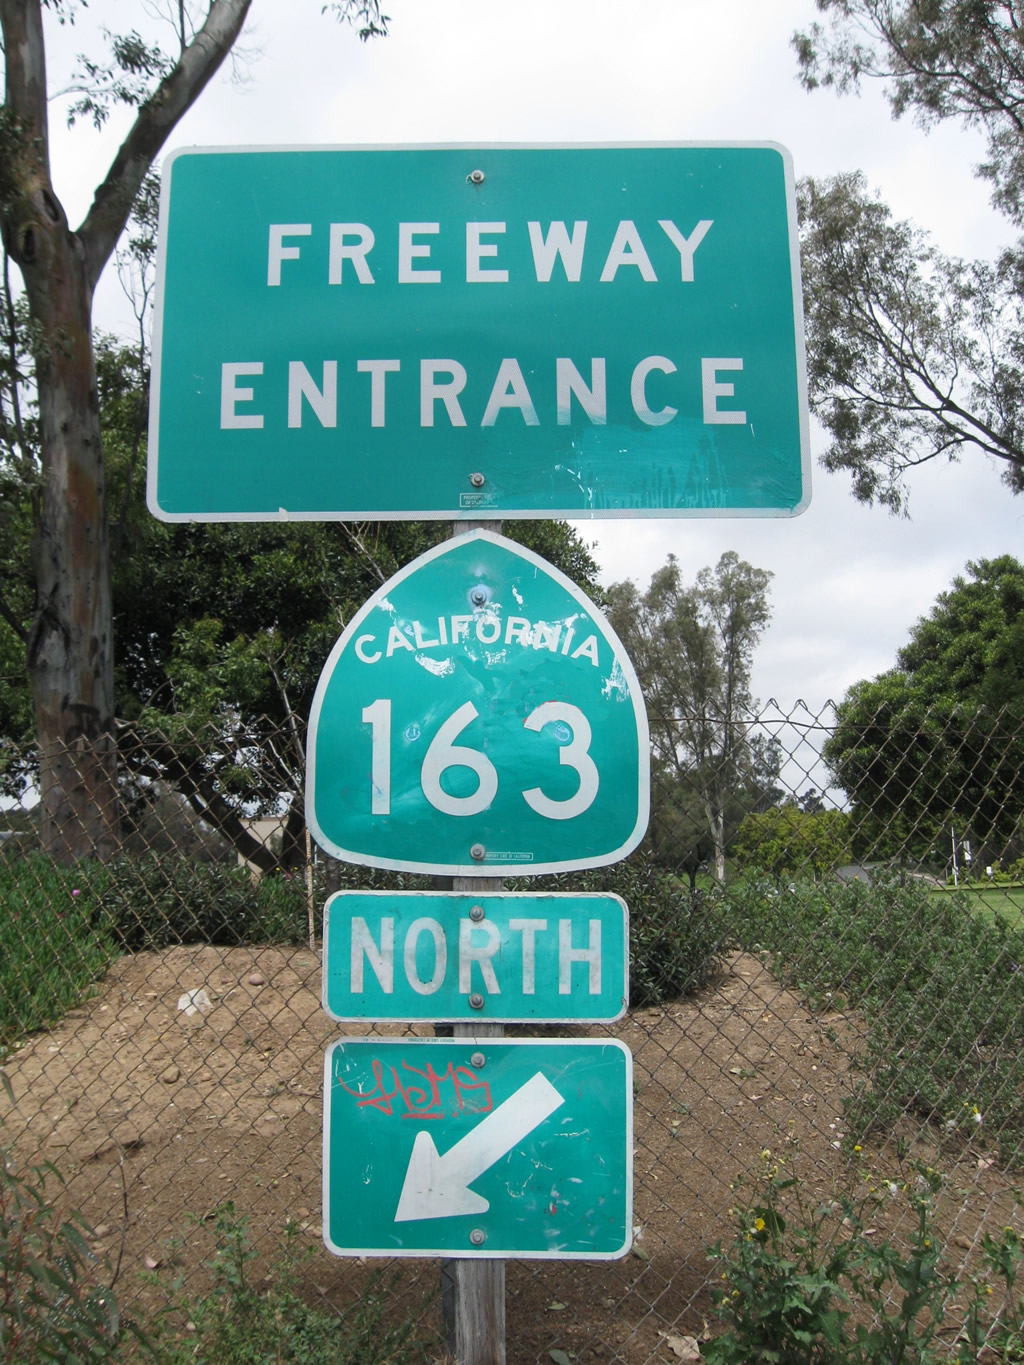 FREEWAY
ENTRANCE
CALIFORNIA
163
NORTH